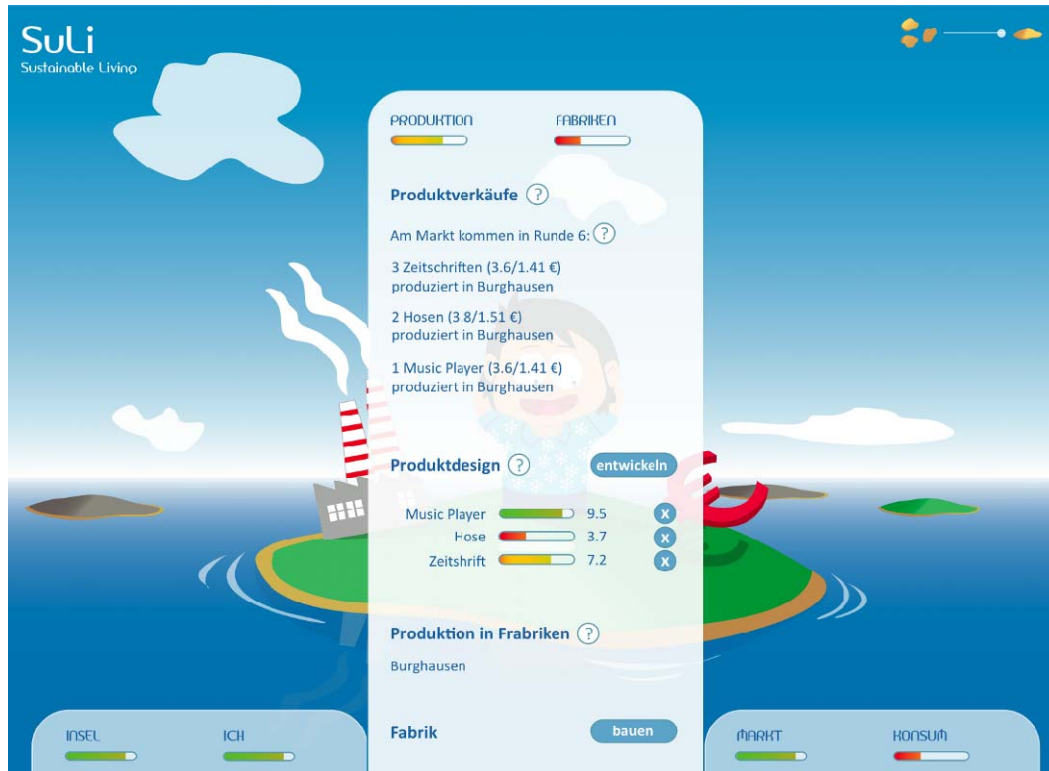 SuLi
Sustainable Living
PRODUKTION
FABRIKEN
Produktverkäufe ?
Am Markt kommen in Runde 6: ?
3 Zeitschriften (3.6/1.41 €)
produziert in Burghausen
2 Hosen (3 8/1.51 €)
produziert in Burghausen
1 Music Player (3.6/1.41 €)
produziert in Burghausen
Produktdesign ? entwickeln
Music Player 9.5 x
Hose 3.7 x
Zeitshrift 7.2 x
Produktion in Frabriken ?
Burghausen
Fabrik bauen
INSEL
ICH
MARKT
KONSUM
€